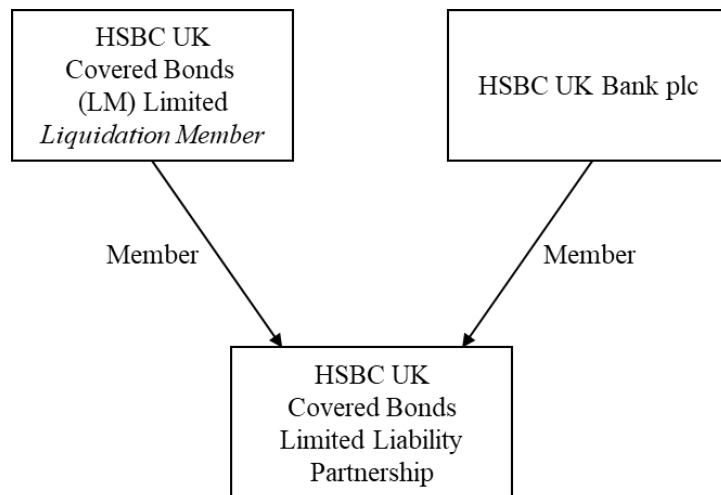 HSBC UK
Covered Bonds
(LM) Limited
Liquidation Member
HSBC UK Bank plc
Member
Member
HSBC UK
Covered Bonds
Limited Liability
Partnership